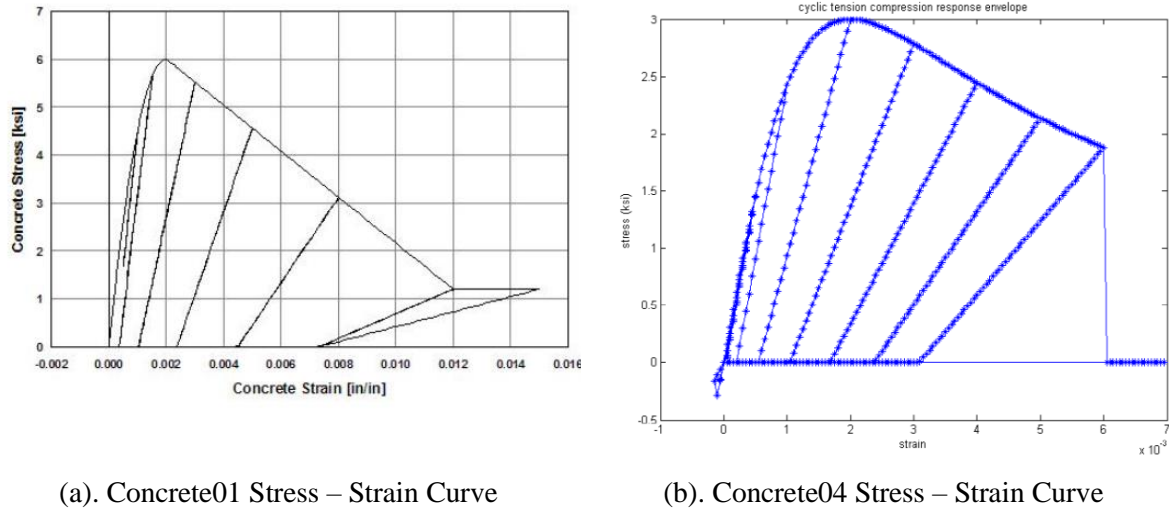 7
6
5
4
3
2
1
0
Concrete Stress [ksi]
-0.002 0.000 0.002 0.004 0.006 0.008 0.010 0.012 0.014 0.016
Concrete Strain [in/in]
cyclic tension compression response envelope
3
2.5
2
1.5
1
0.5
0
-0.5
stress (ksi)
-1 0 1 2 3 4 5 6 7
strain
x 10⁻³
(a). Concrete01 Stress – Strain Curve
(b). Concrete04 Stress – Strain Curve